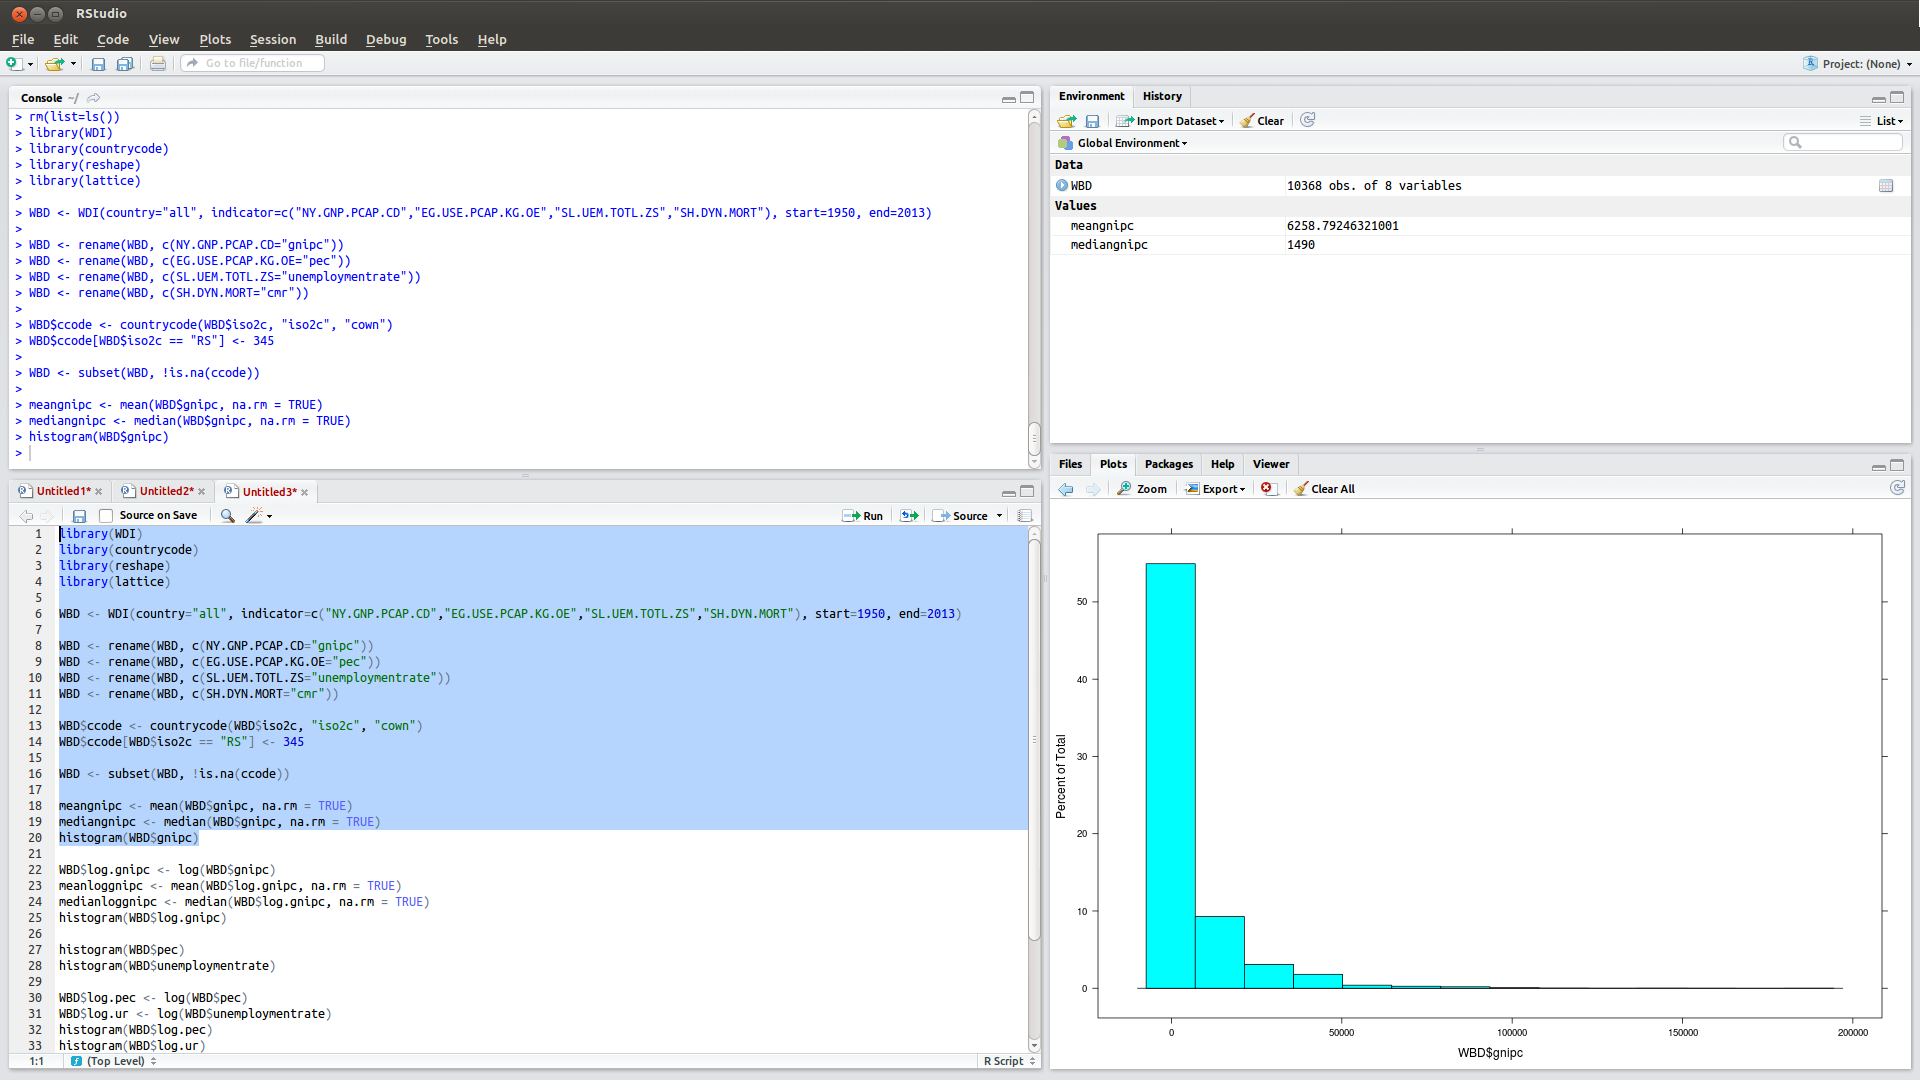 RStudio
File Edit Code View Plots Session Build Debug Tools Help
Go to file/function
Project: (None)
Console ~/
> rm(list=ls())
> library(WDI)
> library(countrycode)
> library(reshape)
> library(lattice)
>
> WBD <- WDI(country="all", indicator=c("NY.GNP.PCAP.CD","EG.USE.PCAP.KG.OE","SL.UEM.TOTL.ZS","SH.DYN.MORT"), start=1950, end=2013)
>
> WBD <- rename(WBD, c(NY.GNP.PCAP.CD="gnipc"))
> WBD <- rename(WBD, c(EG.USE.PCAP.KG.OE="pec"))
> WBD <- rename(WBD, c(SL.UEM.TOTL.ZS="unemploymentrate"))
> WBD <- rename(WBD, c(SH.DYN.MORT="cmr"))
>
> WBD$ccode <- countrycode(WBD$iso2c, "iso2c", "cown")
> WBD$ccode[WBD$iso2c == "RS"] <- 345
>
> WBD <- subset(WBD, !is.na(ccode))
>
> meangnipc <- mean(WBD$gnipc, na.rm = TRUE)
> mediangnipc <- median(WBD$gnipc, na.rm = TRUE)
> histogram(WBD$gnipc)
>
Untitled1* Untitled2* Untitled3*
Source on Save Run Source
1 library(WDI)
2 library(countrycode)
3 library(reshape)
4 library(lattice)
5
6 WBD <- WDI(country="all", indicator=c("NY.GNP.PCAP.CD","EG.USE.PCAP.KG.OE","SL.UEM.TOTL.ZS","SH.DYN.MORT"), start=1950, end=2013)
7
8 WBD <- rename(WBD, c(NY.GNP.PCAP.CD="gnipc"))
9 WBD <- rename(WBD, c(EG.USE.PCAP.KG.OE="pec"))
10 WBD <- rename(WBD, c(SL.UEM.TOTL.ZS="unemploymentrate"))
11 WBD <- rename(WBD, c(SH.DYN.MORT="cmr"))
12
13 WBD$ccode <- countrycode(WBD$iso2c, "iso2c", "cown")
14 WBD$ccode[WBD$iso2c == "RS"] <- 345
15
16 WBD <- subset(WBD, !is.na(ccode))
17
18 meangnipc <- mean(WBD$gnipc, na.rm = TRUE)
19 mediangnipc <- median(WBD$gnipc, na.rm = TRUE)
20 histogram(WBD$gnipc)
21
22 WBD$log.gnipc <- log(WBD$gnipc)
23 meanloggnipc <- mean(WBD$log.gnipc, na.rm = TRUE)
24 medianloggnipc <- median(WBD$log.gnipc, na.rm = TRUE)
25 histogram(WBD$log.gnipc)
26
27 histogram(WBD$pec)
28 histogram(WBD$unemploymentrate)
29
30 WBD$log.pec <- log(WBD$pec)
31 WBD$log.ur <- log(WBD$unemploymentrate)
32 histogram(WBD$log.pec)
33 histogram(WBD$log.ur)
1:1 (Top Level) R Script
Environment History
Import Dataset Clear List
Global Environment
Data
WBD 10368 obs. of 8 variables
Values
meangnipc 6258.79246321001
mediangnipc 1490
Files Plots Packages Help Viewer
Zoom Export Clear All
Percent of Total
50
40
30
20
10
0
0 50000 100000 150000 200000
WBD$gnipc